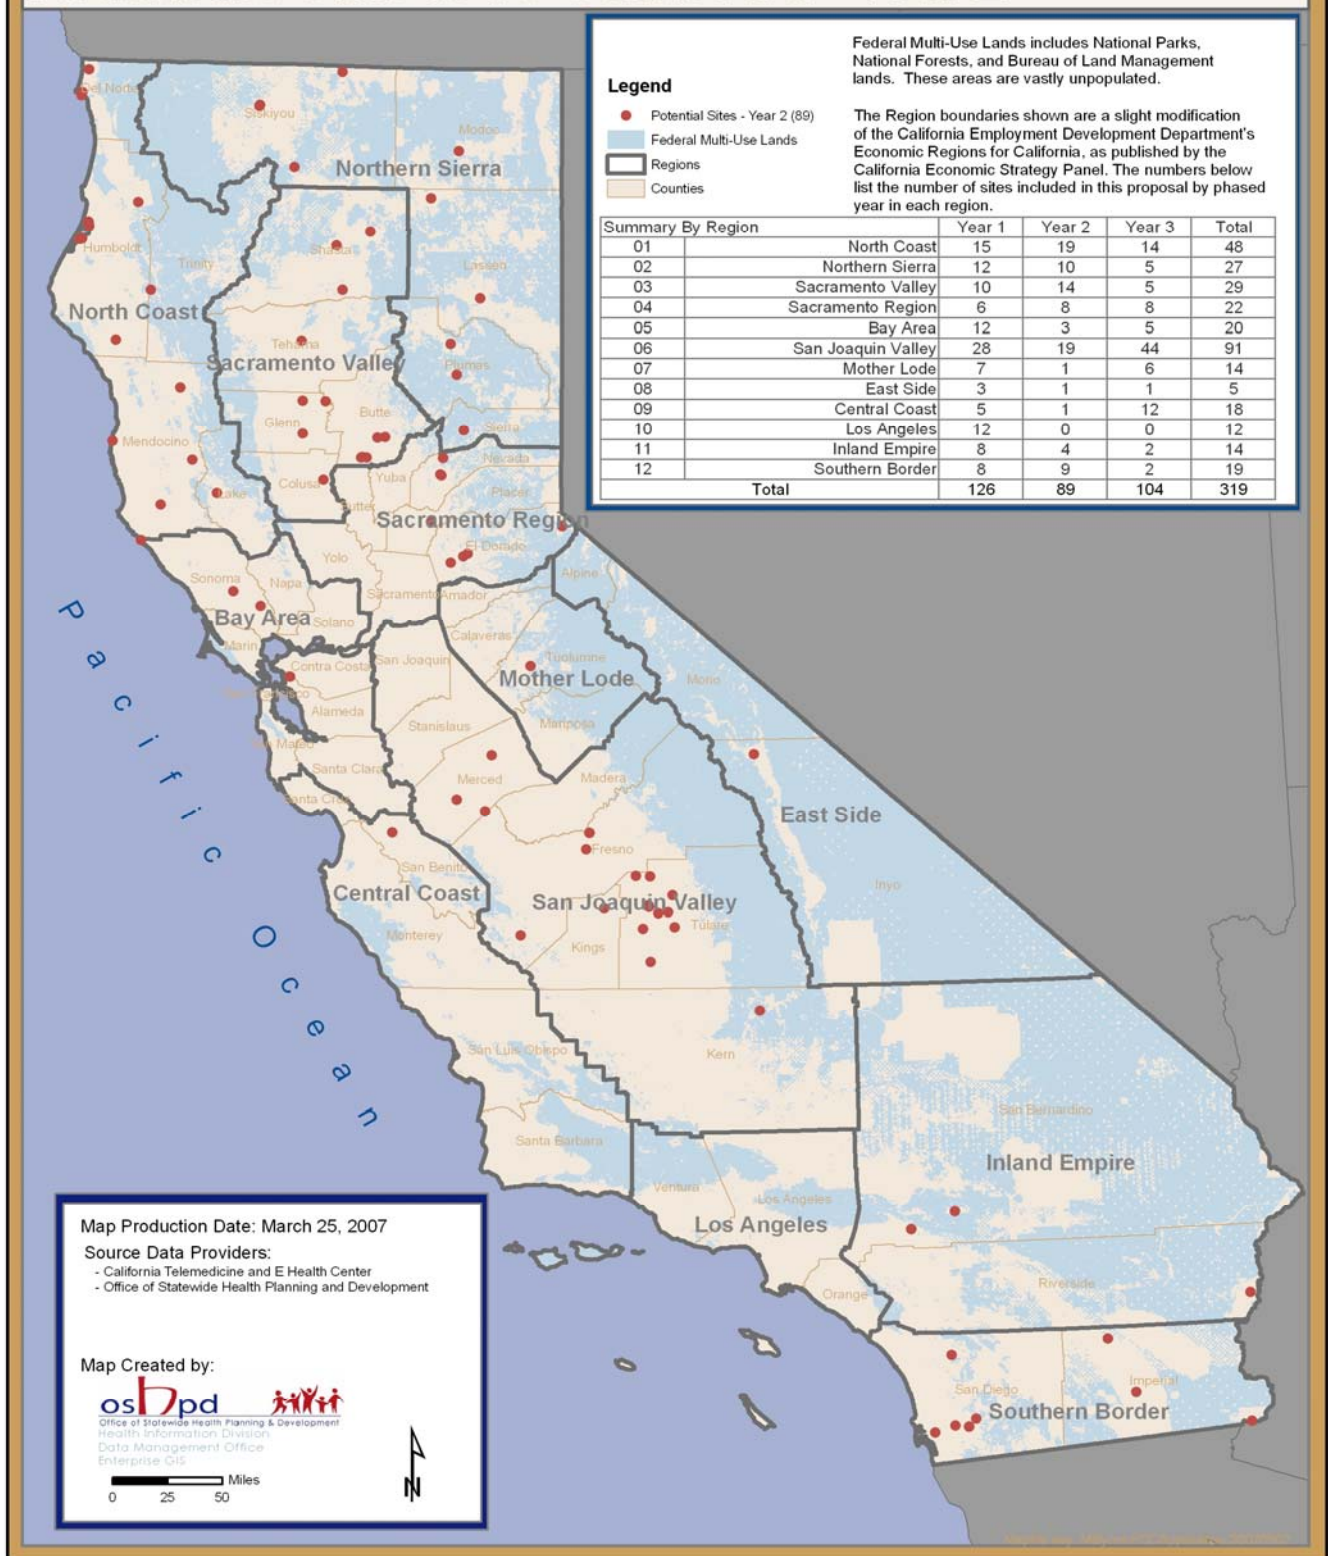 Federal Multi-Use Lands includes National Parks,
National Forests, and Bureau of Land Management
lands. These areas are vastly unpopulated.
The Region boundaries shown are a slight modification
of the California Employment Development Department's
Economic Regions for California, as published by the
California Economic Strategy Panel. The numbers below
list the number of sites included in this proposal by phased
year in each region.
Legend
Potential Sites - Year 2 (89)
Federal Multi-Use Lands
Regions
Counties
Summary By Region Year 1 Year 2 Year 3 Total
01 North Coast 15 19 14 48
02 Northern Sierra 12 10 5 27
03 Sacramento Valley 10 14 5 29
04 Sacramento Region 6 8 8 22
05 Bay Area 12 3 5 20
06 San Joaquin Valley 28 19 44 91
07 Mother Lode 7 1 6 14
08 East Side 3 1 1 5
09 Central Coast 5 1 12 18
10 Los Angeles 12 0 0 12
11 Inland Empire 8 4 2 14
12 Southern Border 8 9 2 19
Total 126 89 104 319
Del Norte
Siskiyou
Modoc
Northern Sierra
Humboldt
Trinity
Shasta
Lassen
North Coast
Tehama
Sacramento Valley
Plumas
Glenn
Butte
Sierra
Mendocino
Nevada
Colusa
Yuba
Lake
Placer
Sutter
Sacramento Region
El Dorado
Yolo
Sonoma
Napa
Alpine
Sacramento
Amador
Bay Area
Solano
Calaveras
Marin
Contra Costa
San Joaquin
Tuolumne
Mother Lode
Mono
San Francisco
Alameda
Stanislaus
Mariposa
San Mateo
Santa Clara
Merced
Madera
Santa Cruz
East Side
Fresno
San Benito
Inyo
Central Coast
San Joaquin Valley
Monterey
Kings
Tulare
San Luis Obispo
Kern
San Bernardino
Santa Barbara
Inland Empire
Ventura
Los Angeles
Los Angeles
Orange
Riverside
San Diego
Imperial
Southern Border
Pacific Ocean
Map Production Date: March 25, 2007
Source Data Providers:
- California Telemedicine and E Health Center
- Office of Statewide Health Planning and Development
Map Created by:
oshpd
Office of Statewide Health Planning & Development
Health Information Division
Data Management Office
Enterprise GIS
Miles
0 25 50
N